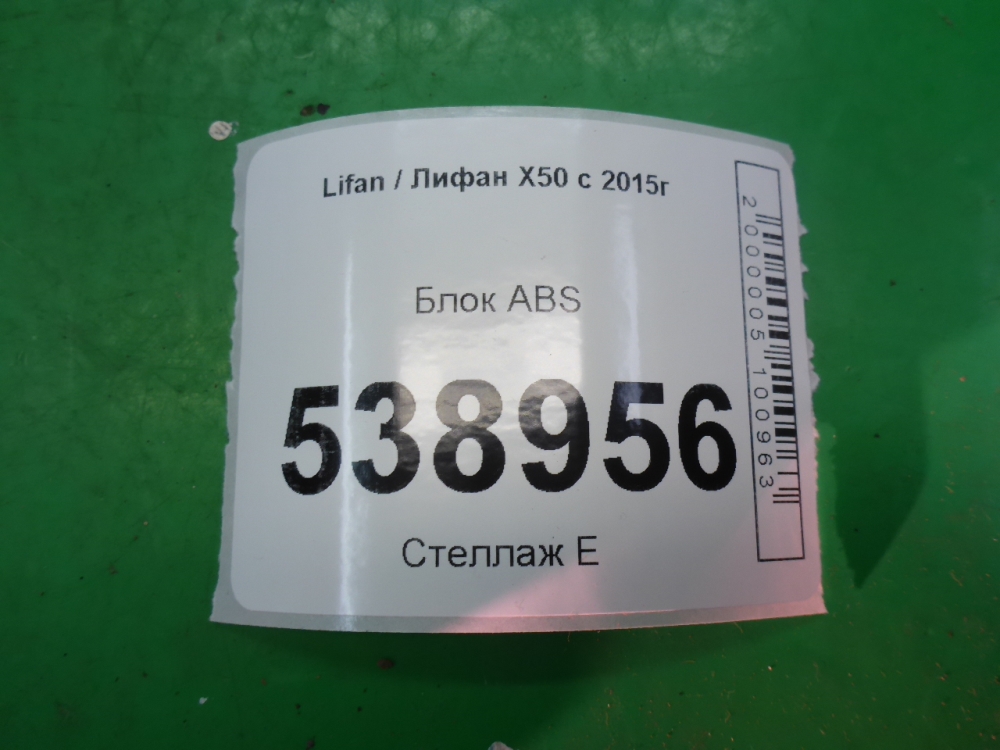 Lifan / Лифан X50 с 2015г
Блок ABS
538956
Стеллаж Е
2000005100963